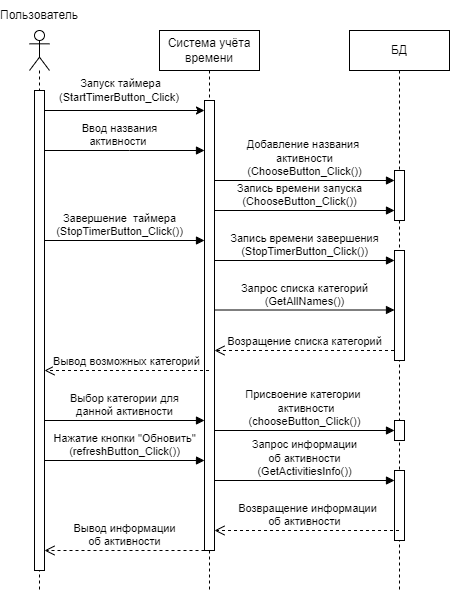 Пользователь
Система учёта
времени
БД
Запуск таймера
(StartTimerButton_Click)
Ввод названия
активности
Добавление названия
активности
(ChooseButton_Click())
Запись времени запуска
(ChooseButton_Click())
Завершение таймера
(StopTimerButton_Click())
Запись времени завершения
(StopTimerButton_Click())
Запрос списка категорий
(GetAllNames())
Возращение списка категорий
Вывод возможных категорий
Выбор категории для
данной активности
Присвоение категории
активности
(chooseButton_Click())
Нажатие кнопки "Обновить"
(refreshButton_Click())
Запрос информации
об активности
(GetActivitiesInfo())
Возвращение информации
об активности
Вывод информации
об активности